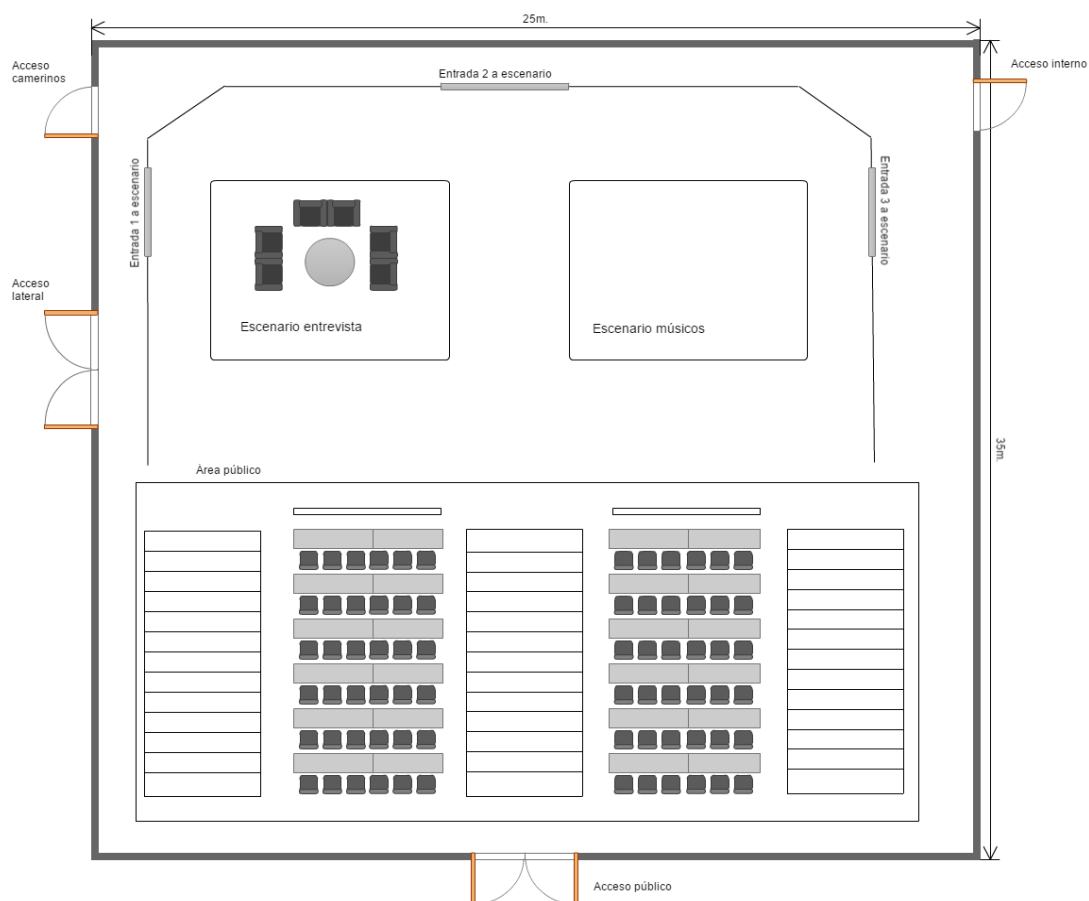 25m.
Acceso
camerinos
Entrada 2 a escenario
Acceso interno
Entrada 1 a escenario
Entrada 3 a escenario
Acceso
lateral
Escenario entrevista
Escenario músicos
35m.
Área público
Acceso público